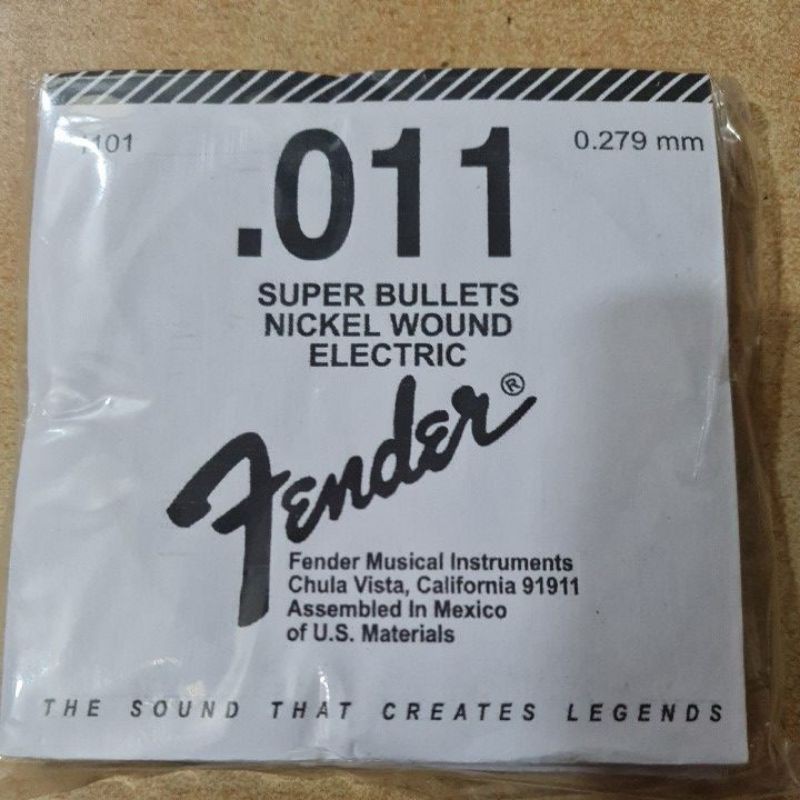 1101
.011
0.279 mm
SUPER BULLETS
NICKEL WOUND
ELECTRIC
Fender®
Fender Musical Instruments
Chula Vista, California 91911
Assembled In Mexico
of U.S. Materials
THE SOUND THAT CREATES LEGENDS